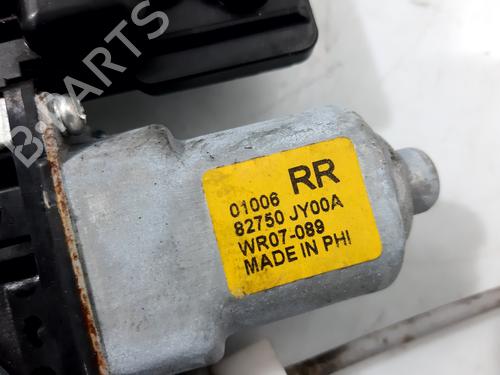 B-PARTS
01006 RR
82750 JY00A
WR07-089
MADE IN PHI